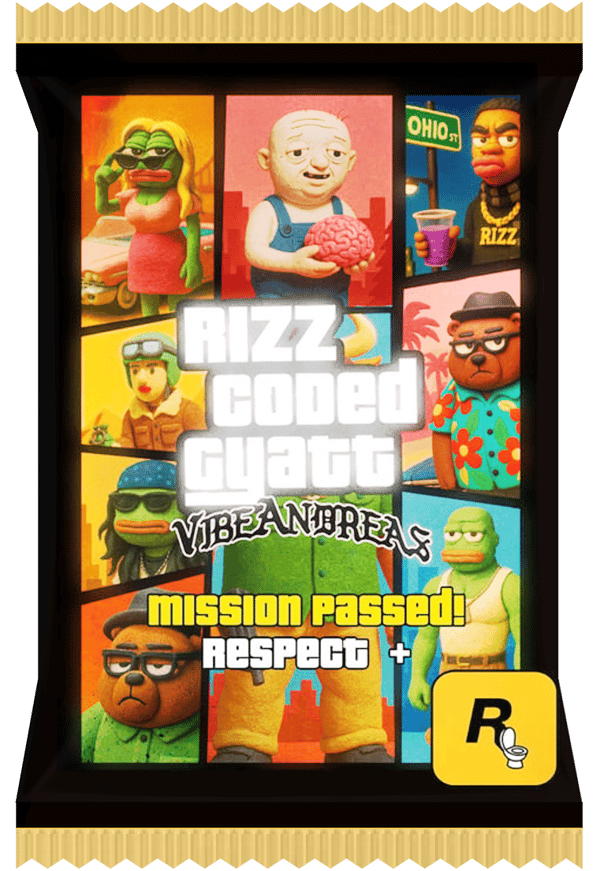 OHIO ST
RIZZ
RIZZ
CODED
GYATT
VIBEANDREAS
MISSION PASSED!
RESPECT +
R